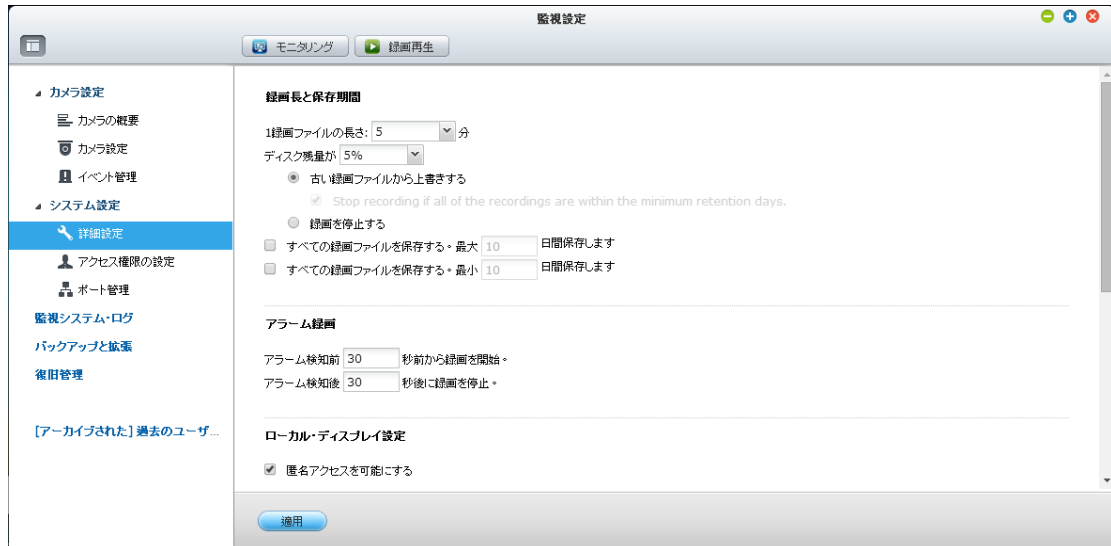 監視設定
モニタリング 録画再生
カメラ設定
カメラの概要
カメラ設定
イベント管理
システム設定
詳細設定
アクセス権限の設定
ポート管理
監視システム・ログ
バックアップと拡張
復旧管理
[アーカイブされた] 過去のユーザ...
録画長と保存期間
1録画ファイルの長さ: 5 分
ディスク残量が 5%
古い録画ファイルから上書きする
Stop recording if all of the recordings are within the minimum retention days.
録画を停止する
すべての録画ファイルを保存する。最大 10 日間保存します
すべての録画ファイルを保存する。最小 10 日間保存します
アラーム録画
アラーム検知前 30 秒前から録画を開始。
アラーム検知後 30 秒後に録画を停止。
ローカル・ディスプレイ設定
匿名アクセスを可能にする
適用